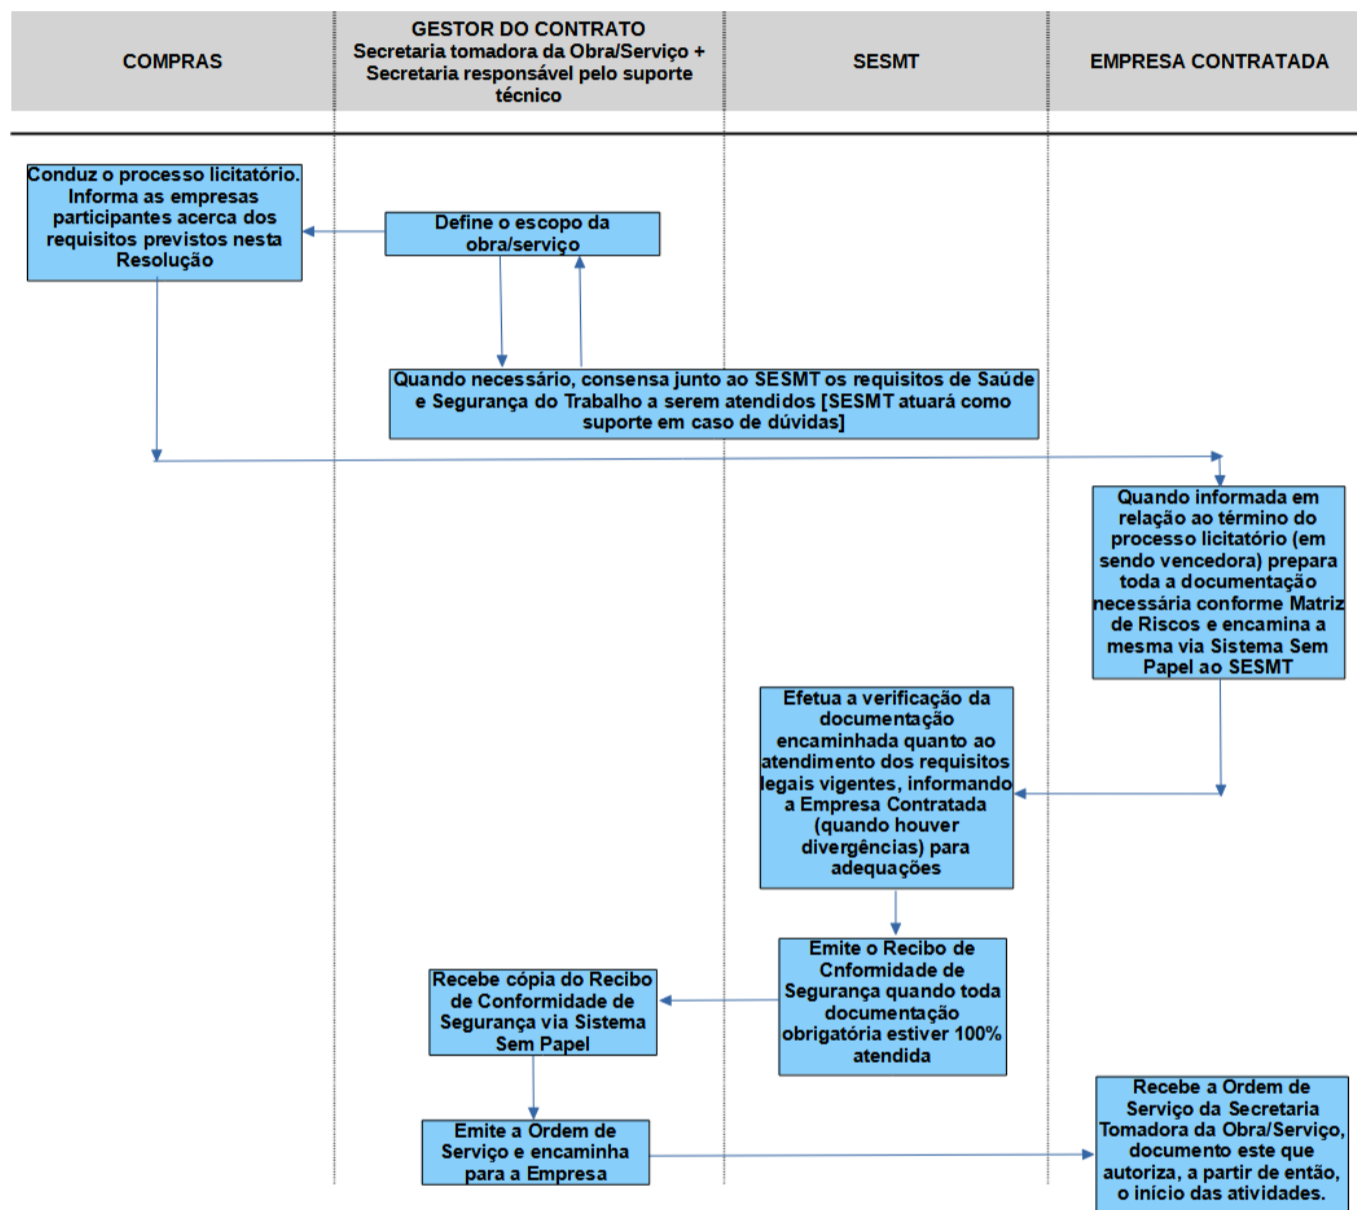 COMPRAS
GESTOR DO CONTRATO
Secretaria tomadora da Obra/Serviço +
Secretaria responsável pelo suporte
técnico
SESMT
EMPRESA CONTRATADA
Conduz o processo licitatório.
Informa as empresas
participantes acerca dos
requisitos previstos nesta
Resolução
Define o escopo da
obra/serviço
Quando necessário, consensa junto ao SESMT os requisitos de Saúde
e Segurança do Trabalho a serem atendidos [SESMT atuará como
suporte em caso de dúvidas]
Quando informada em
relação ao término do
processo licitatório (em
sendo vencedora) prepara
toda a documentação
necessária conforme Matriz
de Riscos e encamina a
mesma via Sistema Sem
Papel ao SESMT
Efetua a verificação da
documentação
encaminhada quanto ao
atendimento dos requisitos
legais vigentes, informando
a Empresa Contratada
(quando houver
divergências) para
adequações
Emite o Recibo de
Cnformidade de
Segurança quando toda
documentação
obrigatória estiver 100%
atendida
Recebe cópia do Recibo
de Conformidade de
Segurança via Sistema
Sem Papel
Emite a Ordem de
Serviço e encaminha
para a Empresa
Recebe a Ordem de
Serviço da Secretaria
Tomadora da Obra/Serviço,
documento este que
autoriza, a partir de então,
o início das atividades.